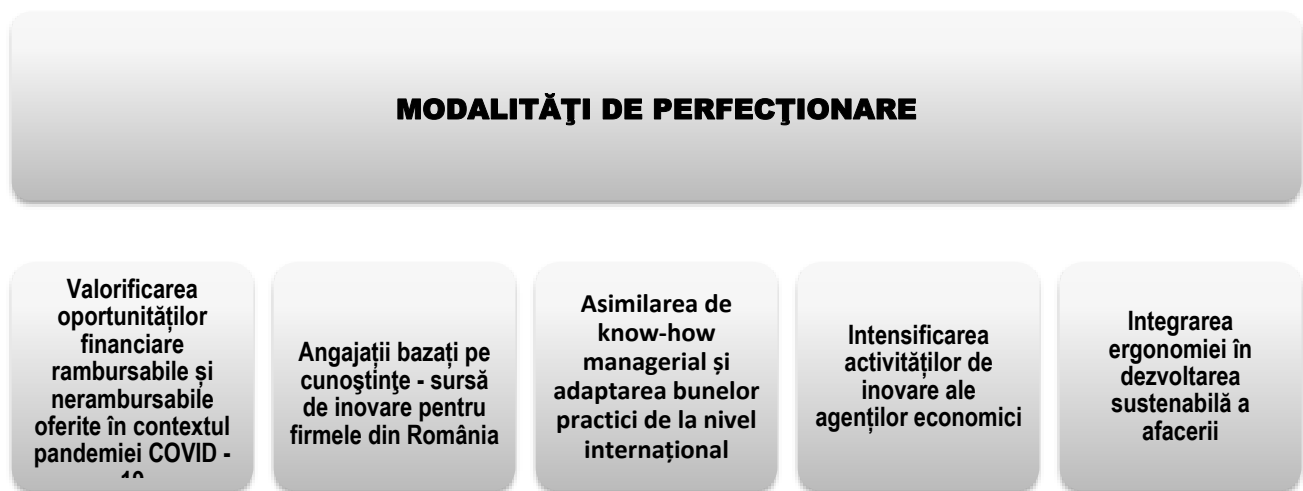 MODALITĂŢI DE PERFECŢIONARE
Valorificarea
oportunităților
financiare
rambursabile și
nerambursabile
oferite în contextul
pandemiei COVID -
Angajații bazați pe
cunoştinţe - sursă
de inovare pentru
firmele din România
Asimilarea de
know-how
managerial și
adaptarea bunelor
practici de la nivel
internațional
Intensificarea
activităților de
inovare ale
agenților economici
Integrarea
ergonomiei în
dezvoltarea
sustenabilă a
afacerii